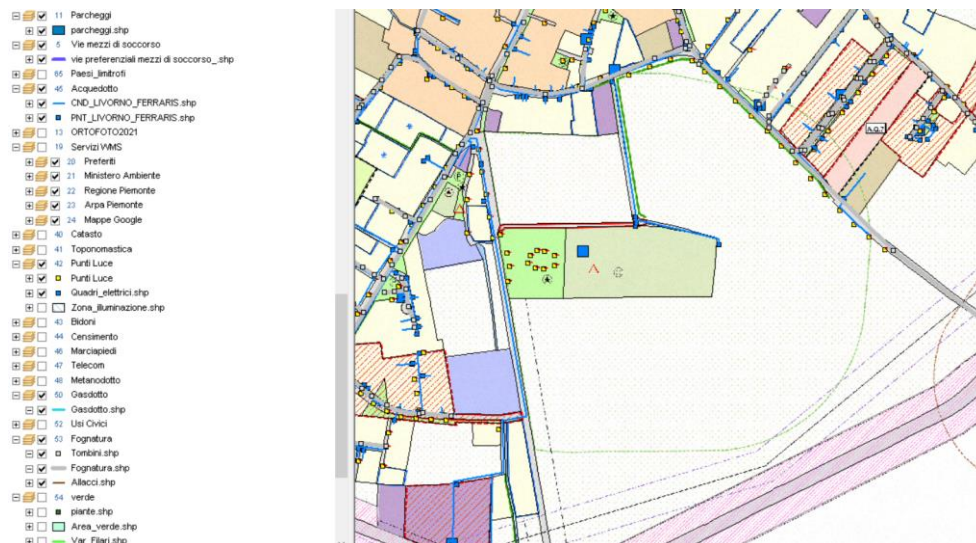 11 Parcheggi
parcheggi.shp
5 Vie mezzi di soccorso
vie preferenziali mezzi di soccorso_.shp
66 Paesi_limitrofi
45 Acquedotto
CND_LIVORNO_FERRARIS.shp
PNT_LIVORNO_FERRARIS.shp
13 ORTOFOTO2021
19 Servizi WMS
20 Preferiti
21 Ministero Ambiente
22 Regione Piemonte
23 Arpa Piemonte
24 Mappe Google
40 Catasto
41 Toponomastica
42 Punti Luce
Punti Luce
Quadri_elettrici.shp
Zona_illuminazione.shp
43 Bidoni
44 Censimento
46 Marciapiedi
47 Telecom
48 Metanodotto
50 Gasdotto
Gasdotto.shp
52 Usi Civici
53 Fognatura
Tombini.shp
Fognatura.shp
Allacci.shp
54 verde
piante.shp
Area_verde.shp
Var_Filari.shp
A.Q.7
P